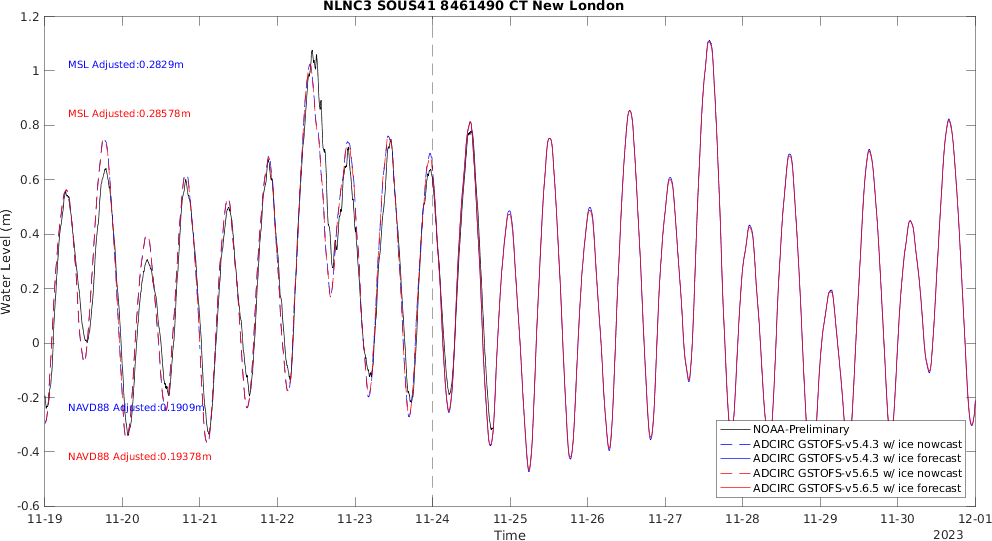 NLNC3 SOUS41 8461490 CT New London
1.2
1
0.8
0.6
0.4
0.2
0
-0.2
-0.4
-0.6
Water Level (m)
MSL Adjusted:0.2829m
MSL Adjusted:0.28578m
NAVD88 Adjusted:0.1909m
NAVD88 Adjusted:0.19378m
NOAA-Preliminary
ADCIRC GSTOFS-v5.4.3 w/ ice nowcast
ADCIRC GSTOFS-v5.4.3 w/ ice forecast
ADCIRC GSTOFS-v5.6.5 w/ ice nowcast
ADCIRC GSTOFS-v5.6.5 w/ ice forecast
11-19 11-20 11-21 11-22 11-23 11-24 11-25 11-26 11-27 11-28 11-29 11-30 12-01
Time
2023